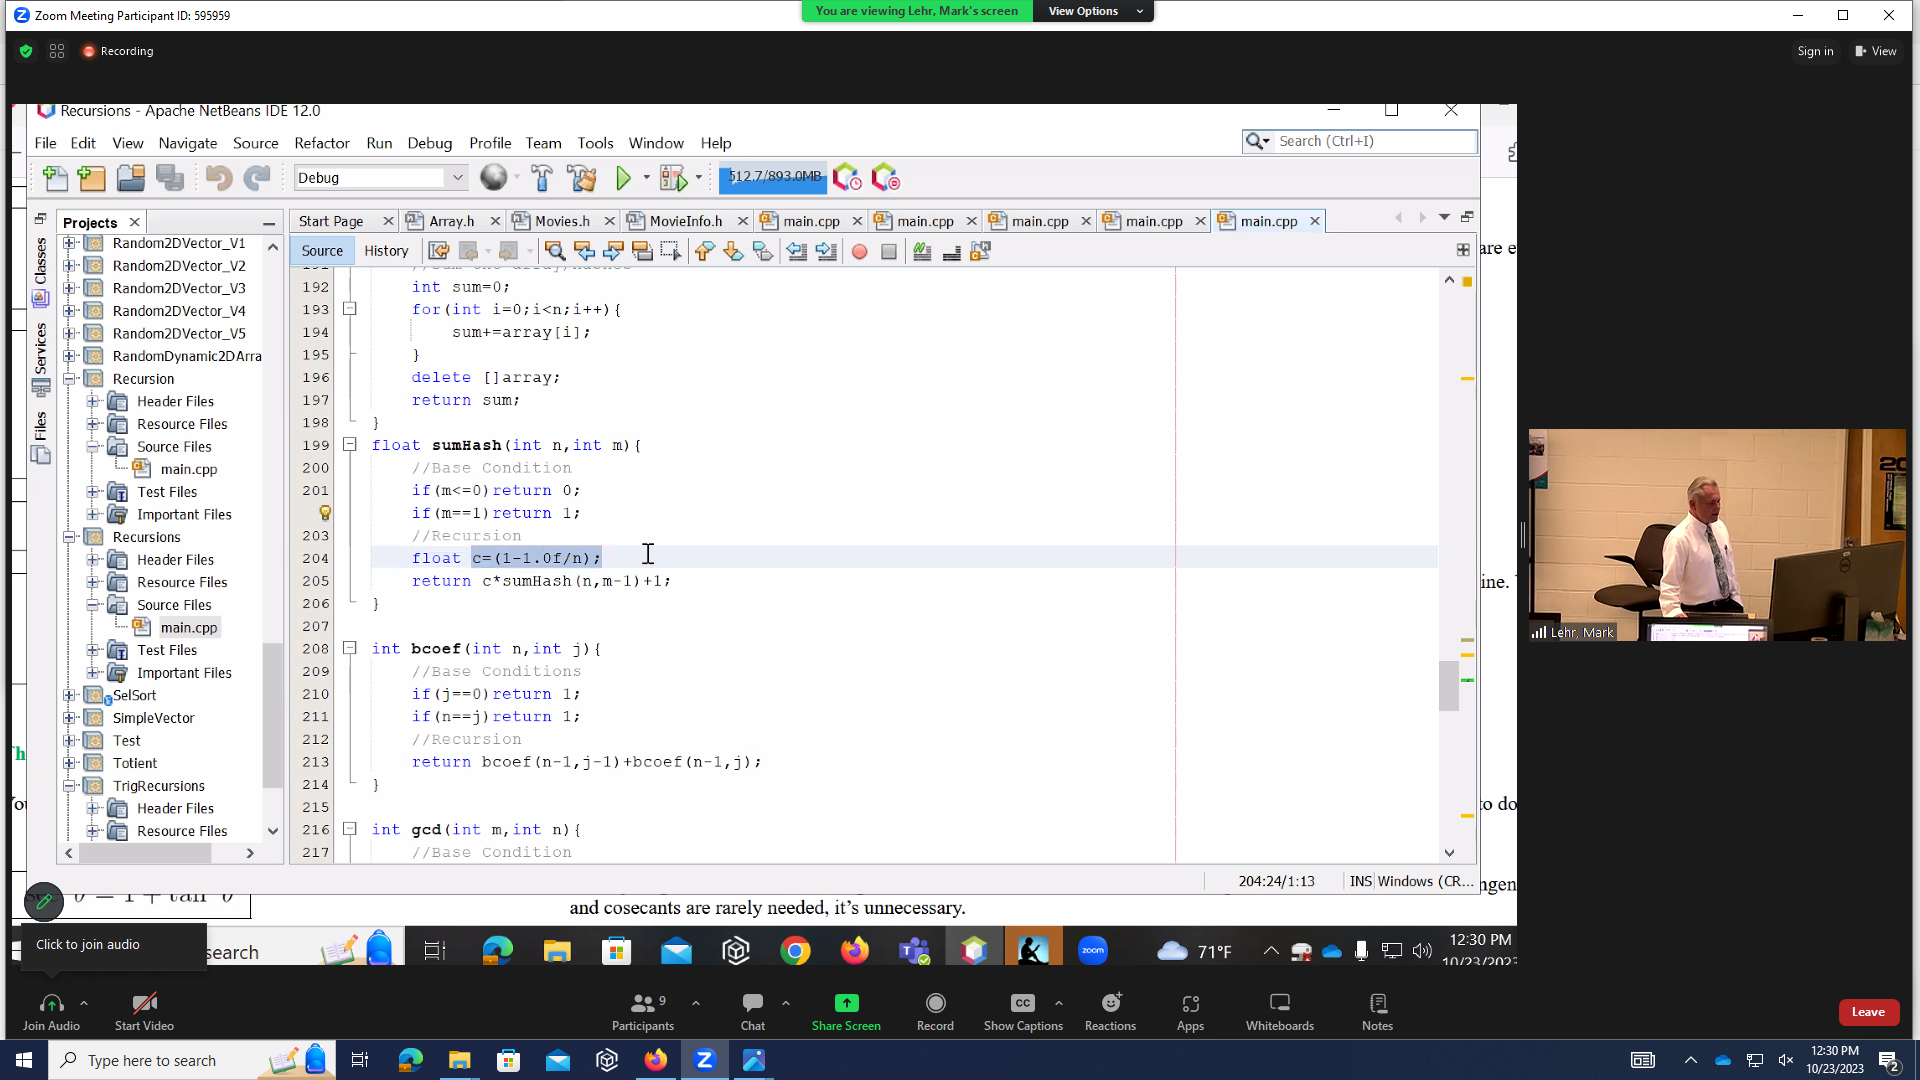 Zoom Meeting Participant ID: 595959
You are viewing Lehr, Mark's screen
View Options
Recording
Sign in
View
Recursions - Apache NetBeans IDE 12.0
File Edit View Navigate Source Refactor Run Debug Profile Team Tools Window Help
Search (Ctrl+I)
Debug
512.7/893.0MB
Projects
Start Page
Array.h
Movies.h
MovieInfo.h
main.cpp
main.cpp
main.cpp
main.cpp
main.cpp
Source
History
Classes
Services
Files
Random2DVector_V1
Random2DVector_V2
Random2DVector_V3
Random2DVector_V4
Random2DVector_V5
RandomDynamic2DArra
Recursion
Header Files
Resource Files
Source Files
main.cpp
Test Files
Important Files
Recursions
Header Files
Resource Files
Source Files
main.cpp
Test Files
Important Files
SelSort
SimpleVector
Test
Totient
TrigRecursions
Header Files
Resource Files
192 int sum=0;
193 for(int i=0;i<n;i++){
194 sum+=array[i];
195 }
196 delete []array;
197 return sum;
198 }
199 float sumHash(int n,int m){
200 //Base Condition
201 if(m<=0)return 0;
if(m==1)return 1;
203 //Recursion
204 float c=(1-1.0f/n);
205 return c*sumHash(n,m-1)+1;
206 }
207
208 int bcoef(int n,int j){
209 //Base Conditions
210 if(j==0)return 1;
211 if(n==j)return 1;
212 //Recursion
213 return bcoef(n-1,j-1)+bcoef(n-1,j);
214 }
215
216 int gcd(int m,int n){
217 //Base Condition
204:24/1:13
INS
Windows (CR...
are e
ine.
to do
ngen
and cosecants are rarely needed, it's unnecessary.
Click to join audio
search
zoom
71°F
12:30 PM
10/23/2023
Lehr, Mark
Join Audio
Start Video
Participants
9
Chat
Share Screen
Record
CC
Show Captions
Reactions
Apps
Whiteboards
Notes
Leave
Type here to search
12:30 PM
10/23/2023
2